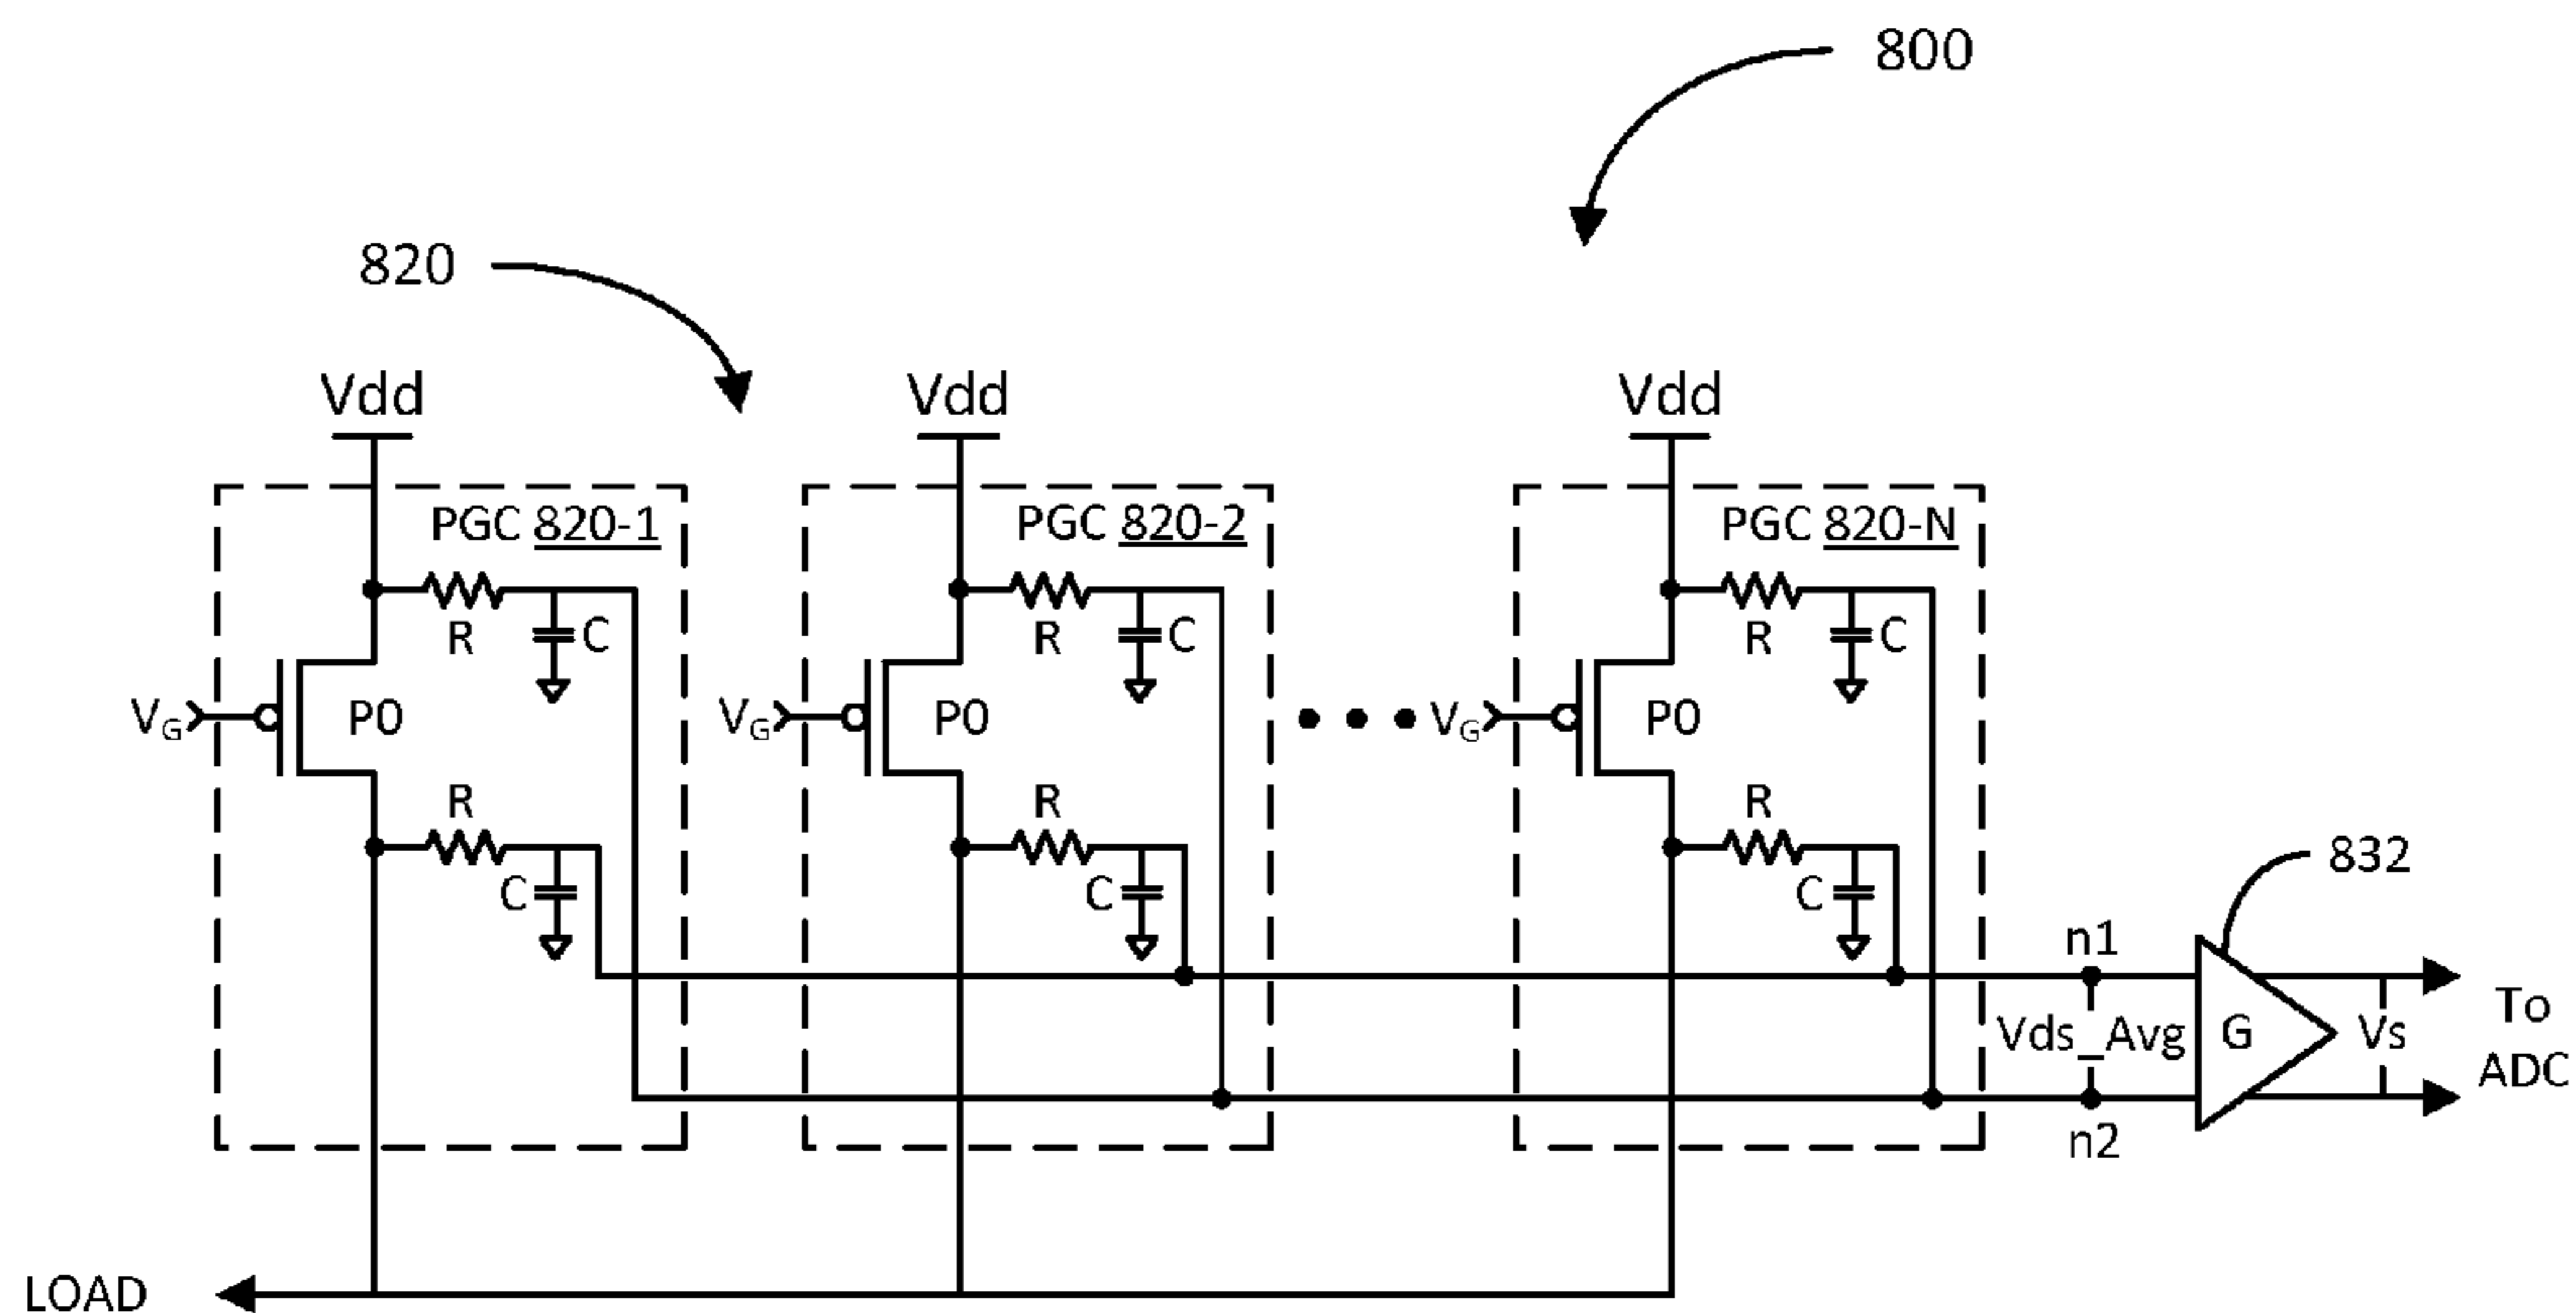 800
820
Vdd
Vdd
Vdd
PGC 820-1
PGC 820-2
PGC 820-N
R
C
R
C
R
C
VG
P0
VG
P0
VG
P0
R
C
R
C
R
C
832
n1
Vds_Avg
G
Vs
To
ADC
n2
LOAD